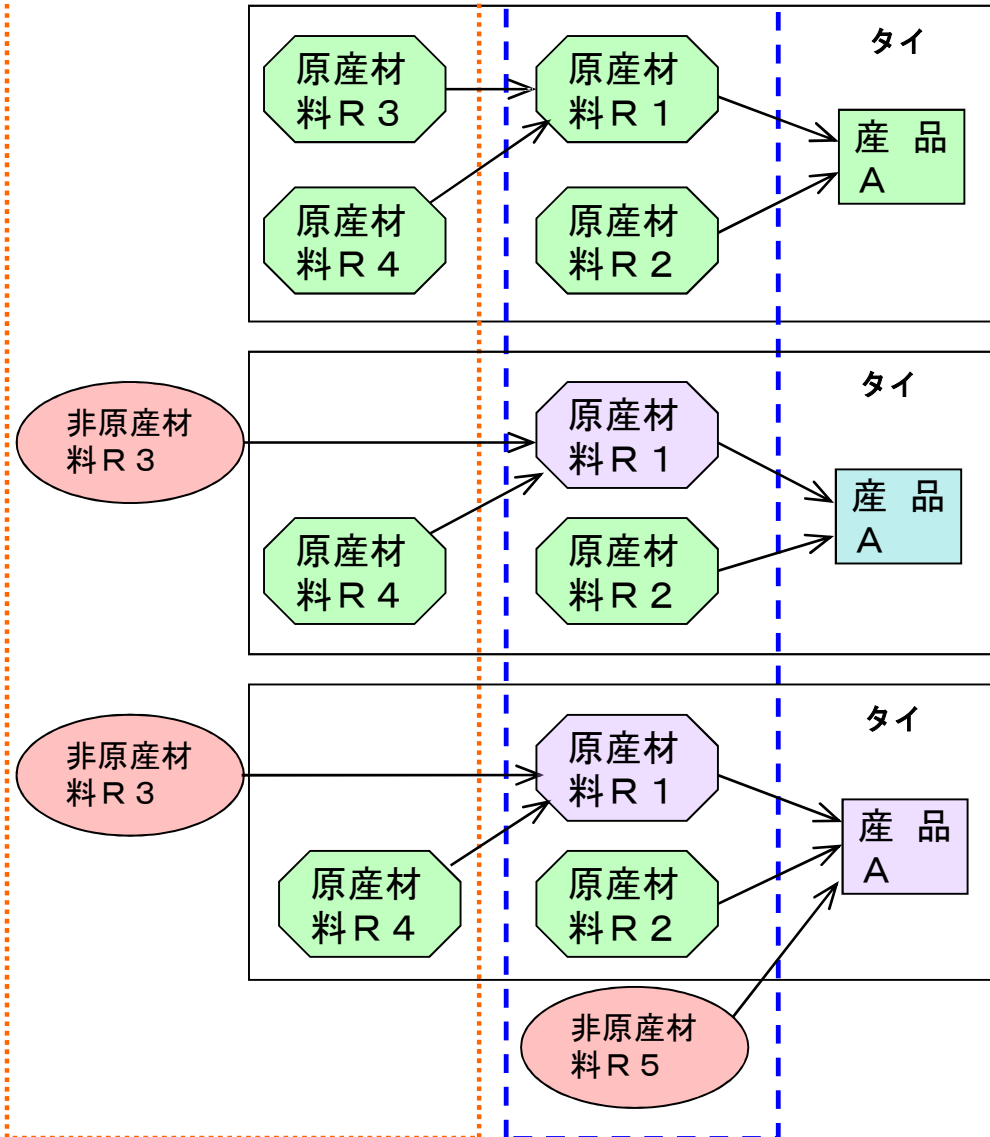 タイ
原産材
料Ｒ３
原産材
料Ｒ１
産 品
Ａ
原産材
料Ｒ４
原産材
料Ｒ２
タイ
非原産材
料Ｒ３
原産材
料Ｒ１
産 品
Ａ
原産材
料Ｒ４
原産材
料Ｒ２
タイ
非原産材
料Ｒ３
原産材
料Ｒ１
産 品
Ａ
原産材
料Ｒ４
原産材
料Ｒ２
非原産材
料Ｒ５